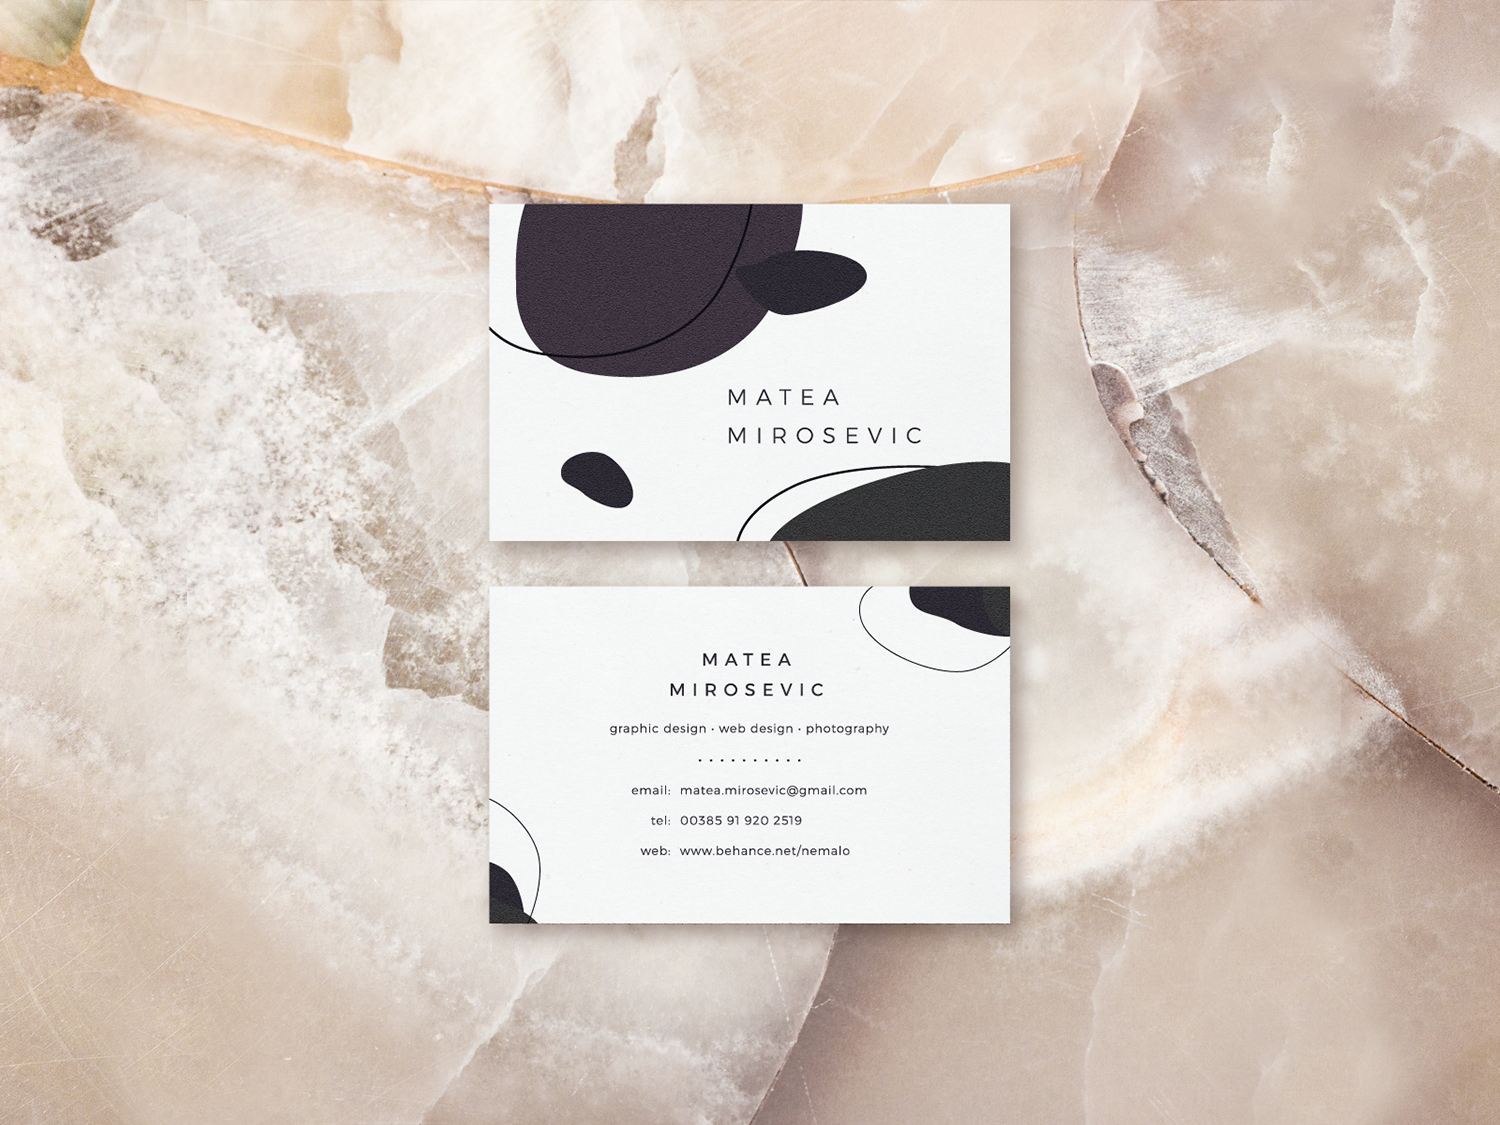 MATEA
MIROSEVIC
MATEA
MIROSEVIC
graphic design · web design · photography
· · · · · · · · · ·
email: matea.mirosevic@gmail.com
tel: 00385 91 920 2519
web: www.behance.net/nemalo